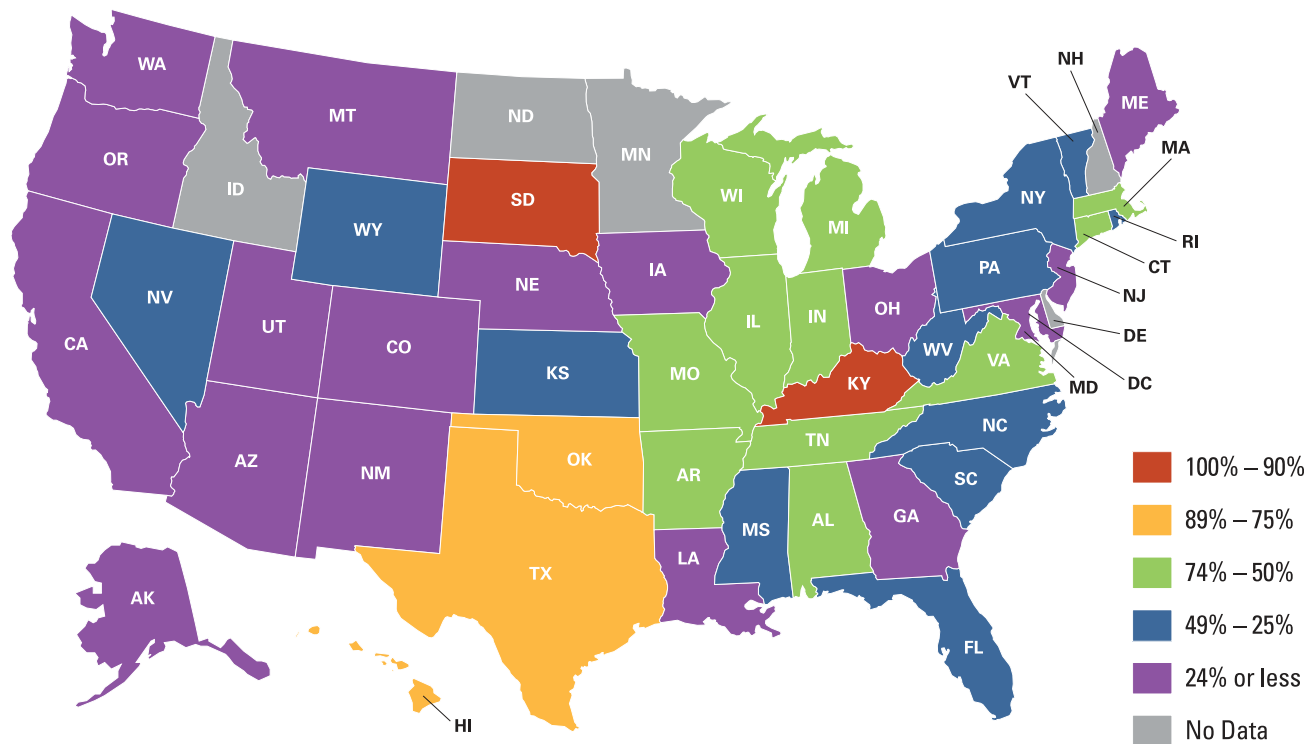 WA
MT
ND
MN
OR
ID
SD
WY
WI
MI
NH
VT
ME
MA
NY
RI
CT
PA
NJ
NV
UT
CO
NE
IA
IL
IN
OH
DE
CA
KS
MO
KY
WV
VA
MD
DC
AZ
NM
OK
AR
TN
NC
SC
TX
LA
MS
AL
GA
FL
AK
HI
100% – 90%
89% – 75%
74% – 50%
49% – 25%
24% or less
No Data